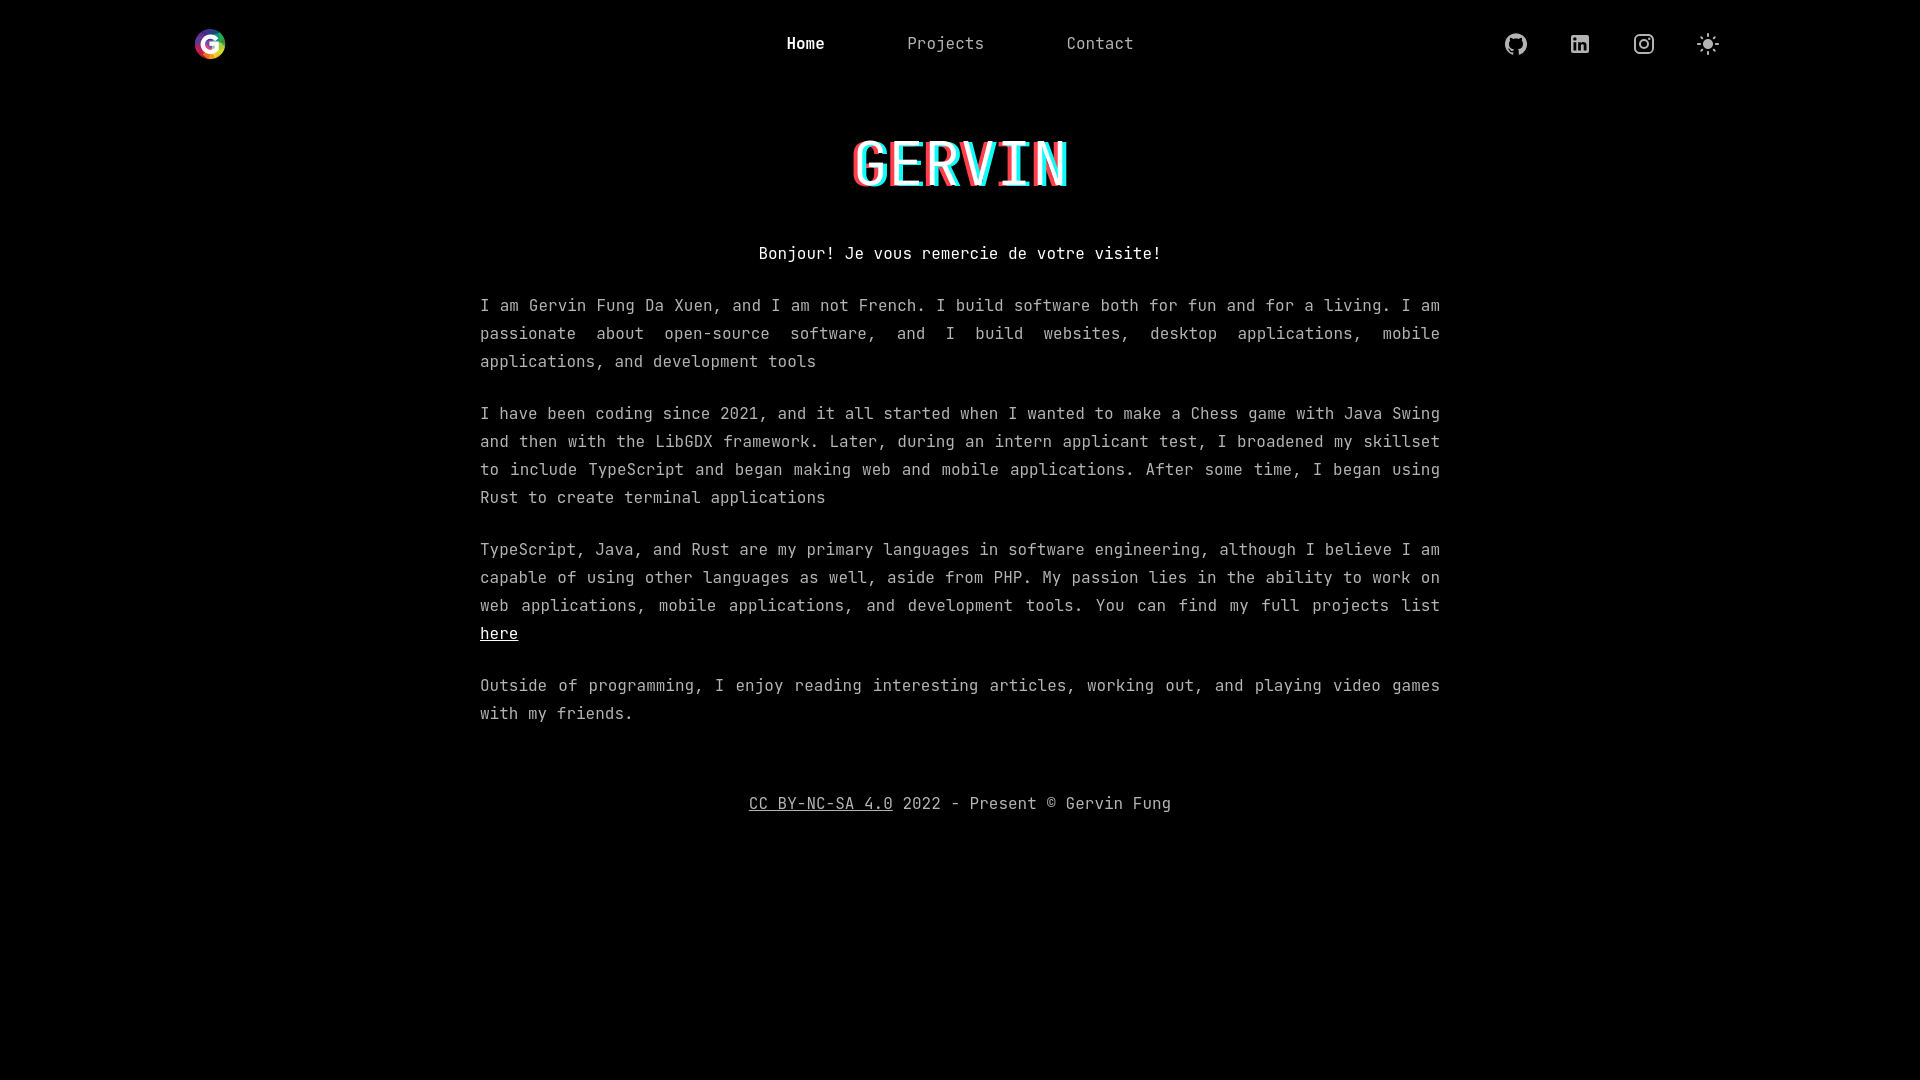 G
Home Projects Contact
GERVIN
Bonjour! Je vous remercie de votre visite!
I am Gervin Fung Da Xuen, and I am not French. I build software both for fun and for a living. I am
passionate about open-source software, and I build websites, desktop applications, mobile
applications, and development tools
I have been coding since 2021, and it all started when I wanted to make a Chess game with Java Swing
and then with the LibGDX framework. Later, during an intern applicant test, I broadened my skillset
to include TypeScript and began making web and mobile applications. After some time, I began using
Rust to create terminal applications
TypeScript, Java, and Rust are my primary languages in software engineering, although I believe I am
capable of using other languages as well, aside from PHP. My passion lies in the ability to work on
web applications, mobile applications, and development tools. You can find my full projects list
here
Outside of programming, I enjoy reading interesting articles, working out, and playing video games
with my friends.
CC BY-NC-SA 4.0 2022 - Present © Gervin Fung